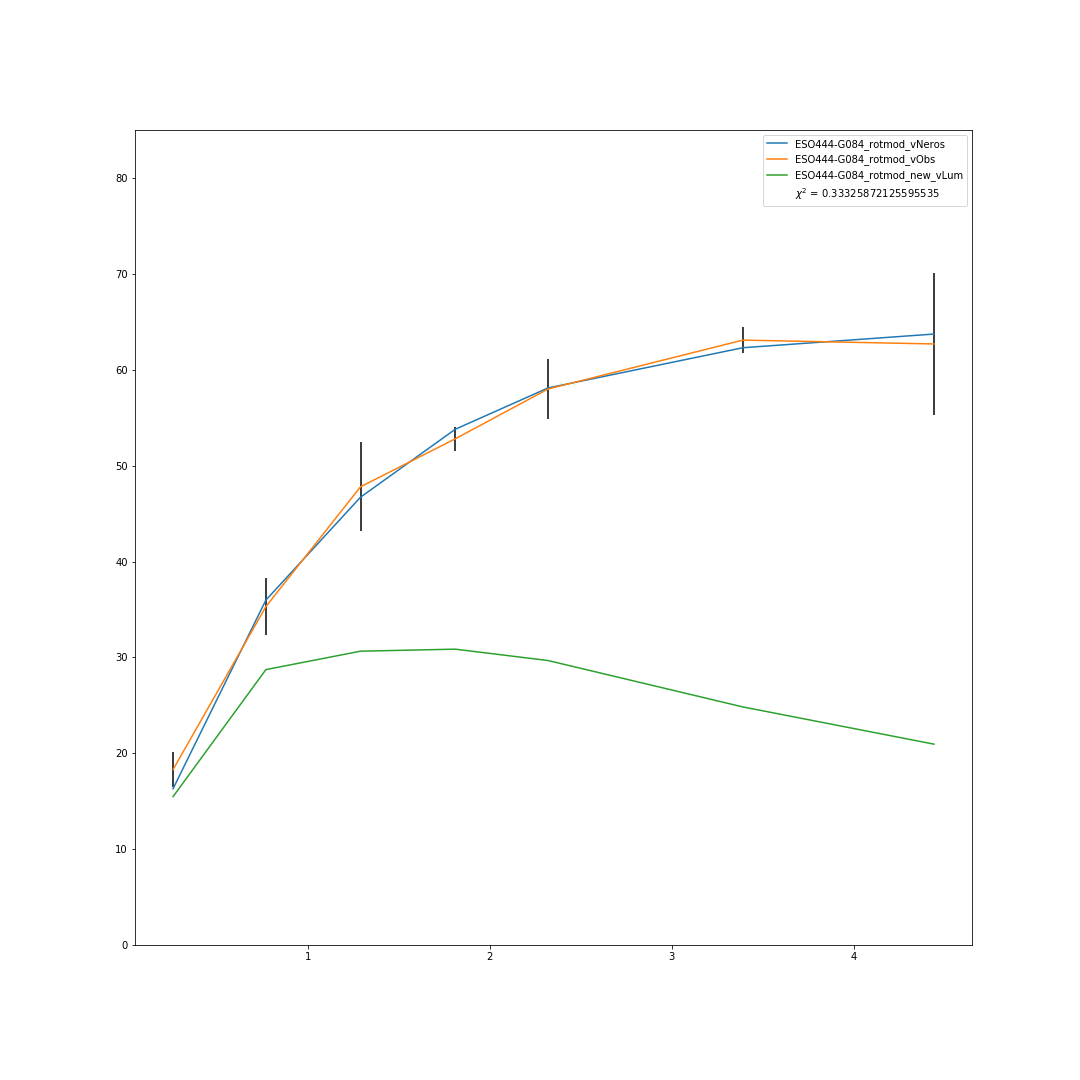 ESO444-G084_rotmod_vNeros
ESO444-G084_rotmod_vObs
ESO444-G084_rotmod_new_vLum
χ² = 0.33325872125595535
80
70
60
50
40
30
20
10
0
1 2 3 4